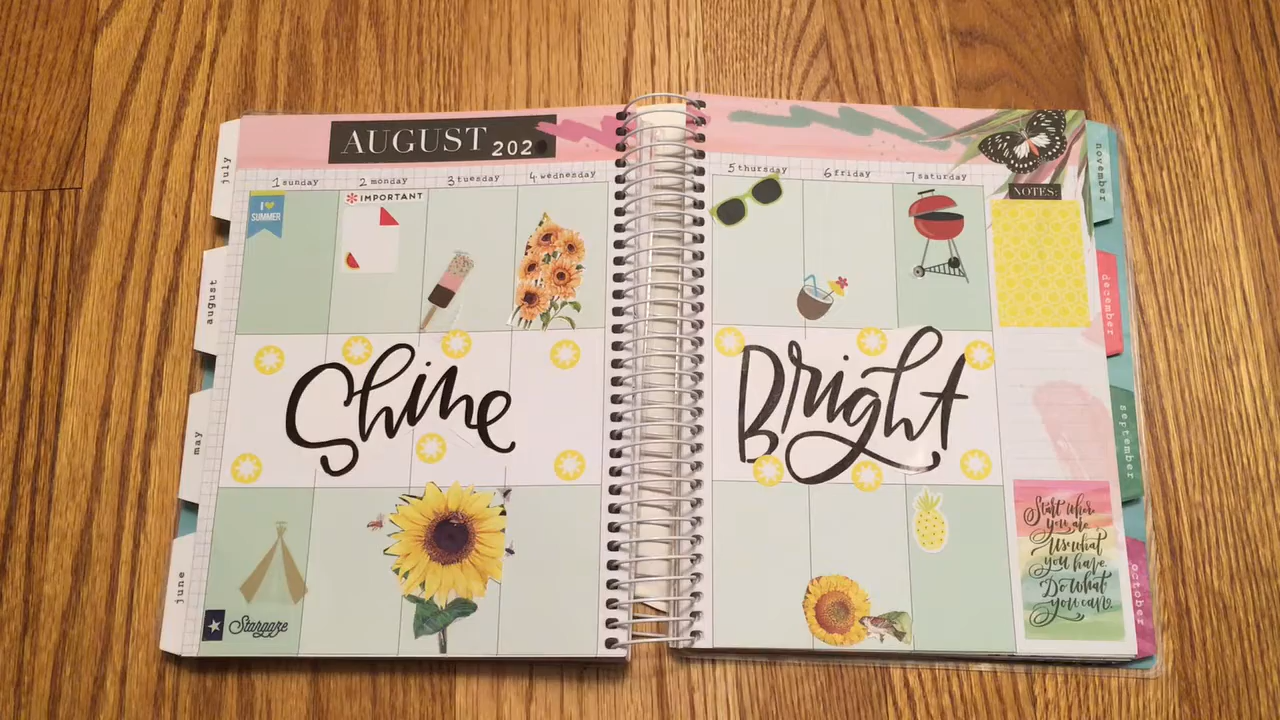 AUGUST 202
1 sunday
2 monday
3 tuesday
4 wednesday
5 thursday
6 friday
7 saturday
I
SUMMER
IMPORTANT
NOTES:
Shine
Bright
Stargaze
Start where
you are.
Use what
you have.
Do what
you can.
july
august
may
june
november
december
september
october